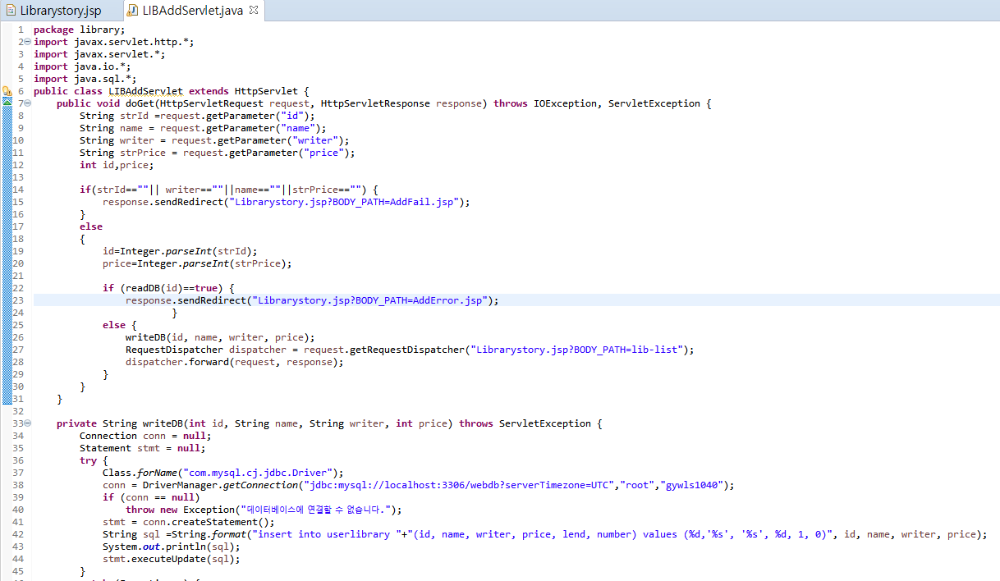 Librarystory.jsp LIBAddServlet.java
1 package library;
2 import javax.servlet.http.*;
3 import javax.servlet.*;
4 import java.io.*;
5 import java.sql.*;
6 public class LIBAddServlet extends HttpServlet {
7 public void doGet(HttpServletRequest request, HttpServletResponse response) throws IOException, ServletException {
8 String strId =request.getParameter("id");
9 String name = request.getParameter("name");
10 String writer = request.getParameter("writer");
11 String strPrice = request.getParameter("price");
12 int id,price;
13
14 if(strId==""|| writer==""||name==""||strPrice=="") {
15 response.sendRedirect("Librarystory.jsp?BODY_PATH=AddFail.jsp");
16 }
17 else
18 {
19 id=Integer.parseInt(strId);
20 price=Integer.parseInt(strPrice);
21
22 if (readDB(id)==true) {
23 response.sendRedirect("Librarystory.jsp?BODY_PATH=AddError.jsp");
24 }
25 else {
26 writeDB(id, name, writer, price);
27 RequestDispatcher dispatcher = request.getRequestDispatcher("Librarystory.jsp?BODY_PATH=lib-list");
28 dispatcher.forward(request, response);
29 }
30 }
31 }
32
33 private String writeDB(int id, String name, String writer, int price) throws ServletException {
34 Connection conn = null;
35 Statement stmt = null;
36 try {
37 Class.forName("com.mysql.cj.jdbc.Driver");
38 conn = DriverManager.getConnection("jdbc:mysql://localhost:3306/webdb?serverTimezone=UTC","root","gywls1040");
39 if (conn == null)
40 throw new Exception("데이터베이스에 연결할 수 없습니다.");
41 stmt = conn.createStatement();
42 String sql =String.format("insert into userlibrary "+"(id, name, writer, price, lend, number) values (%d,'%s', '%s', %d, 1, 0)", id, name, writer, price);
43 System.out.println(sql);
44 stmt.executeUpdate(sql);
45 }